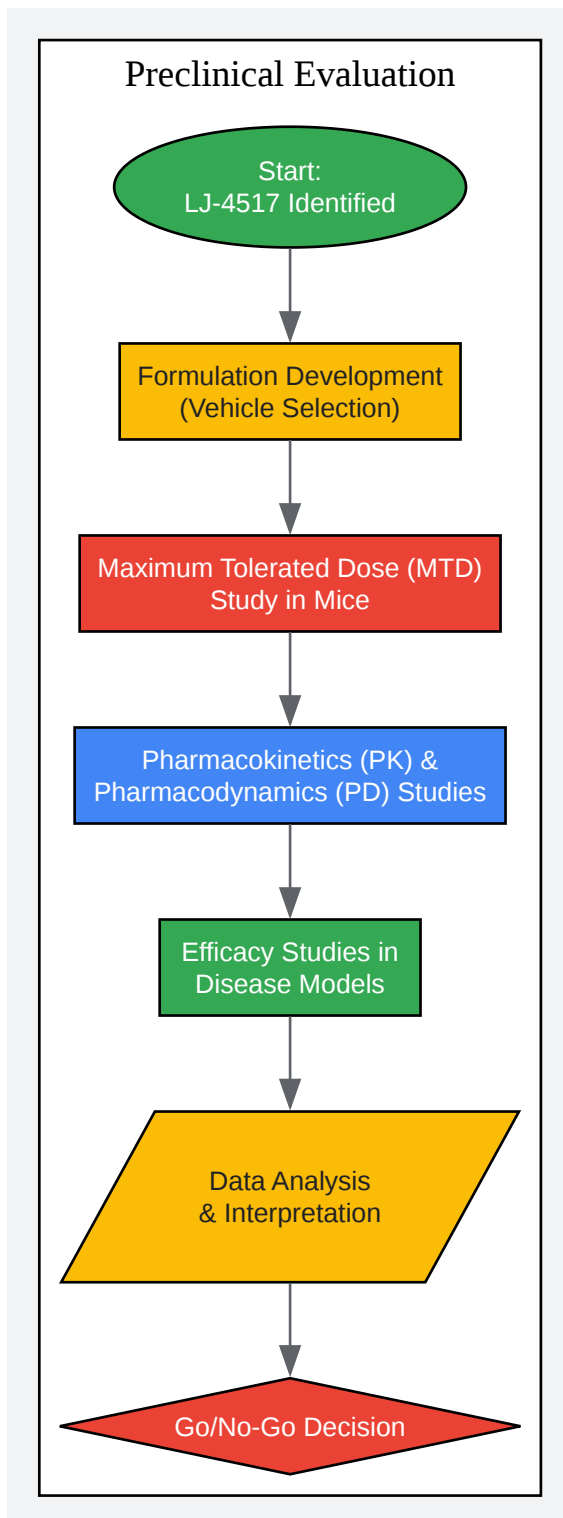 Preclinical Evaluation
Start:
LJ-4517 Identified
Formulation Development
(Vehicle Selection)
Maximum Tolerated Dose (MTD)
Study in Mice
Pharmacokinetics (PK) &
Pharmacodynamics (PD) Studies
Efficacy Studies in
Disease Models
Data Analysis
& Interpretation
Go/No-Go Decision